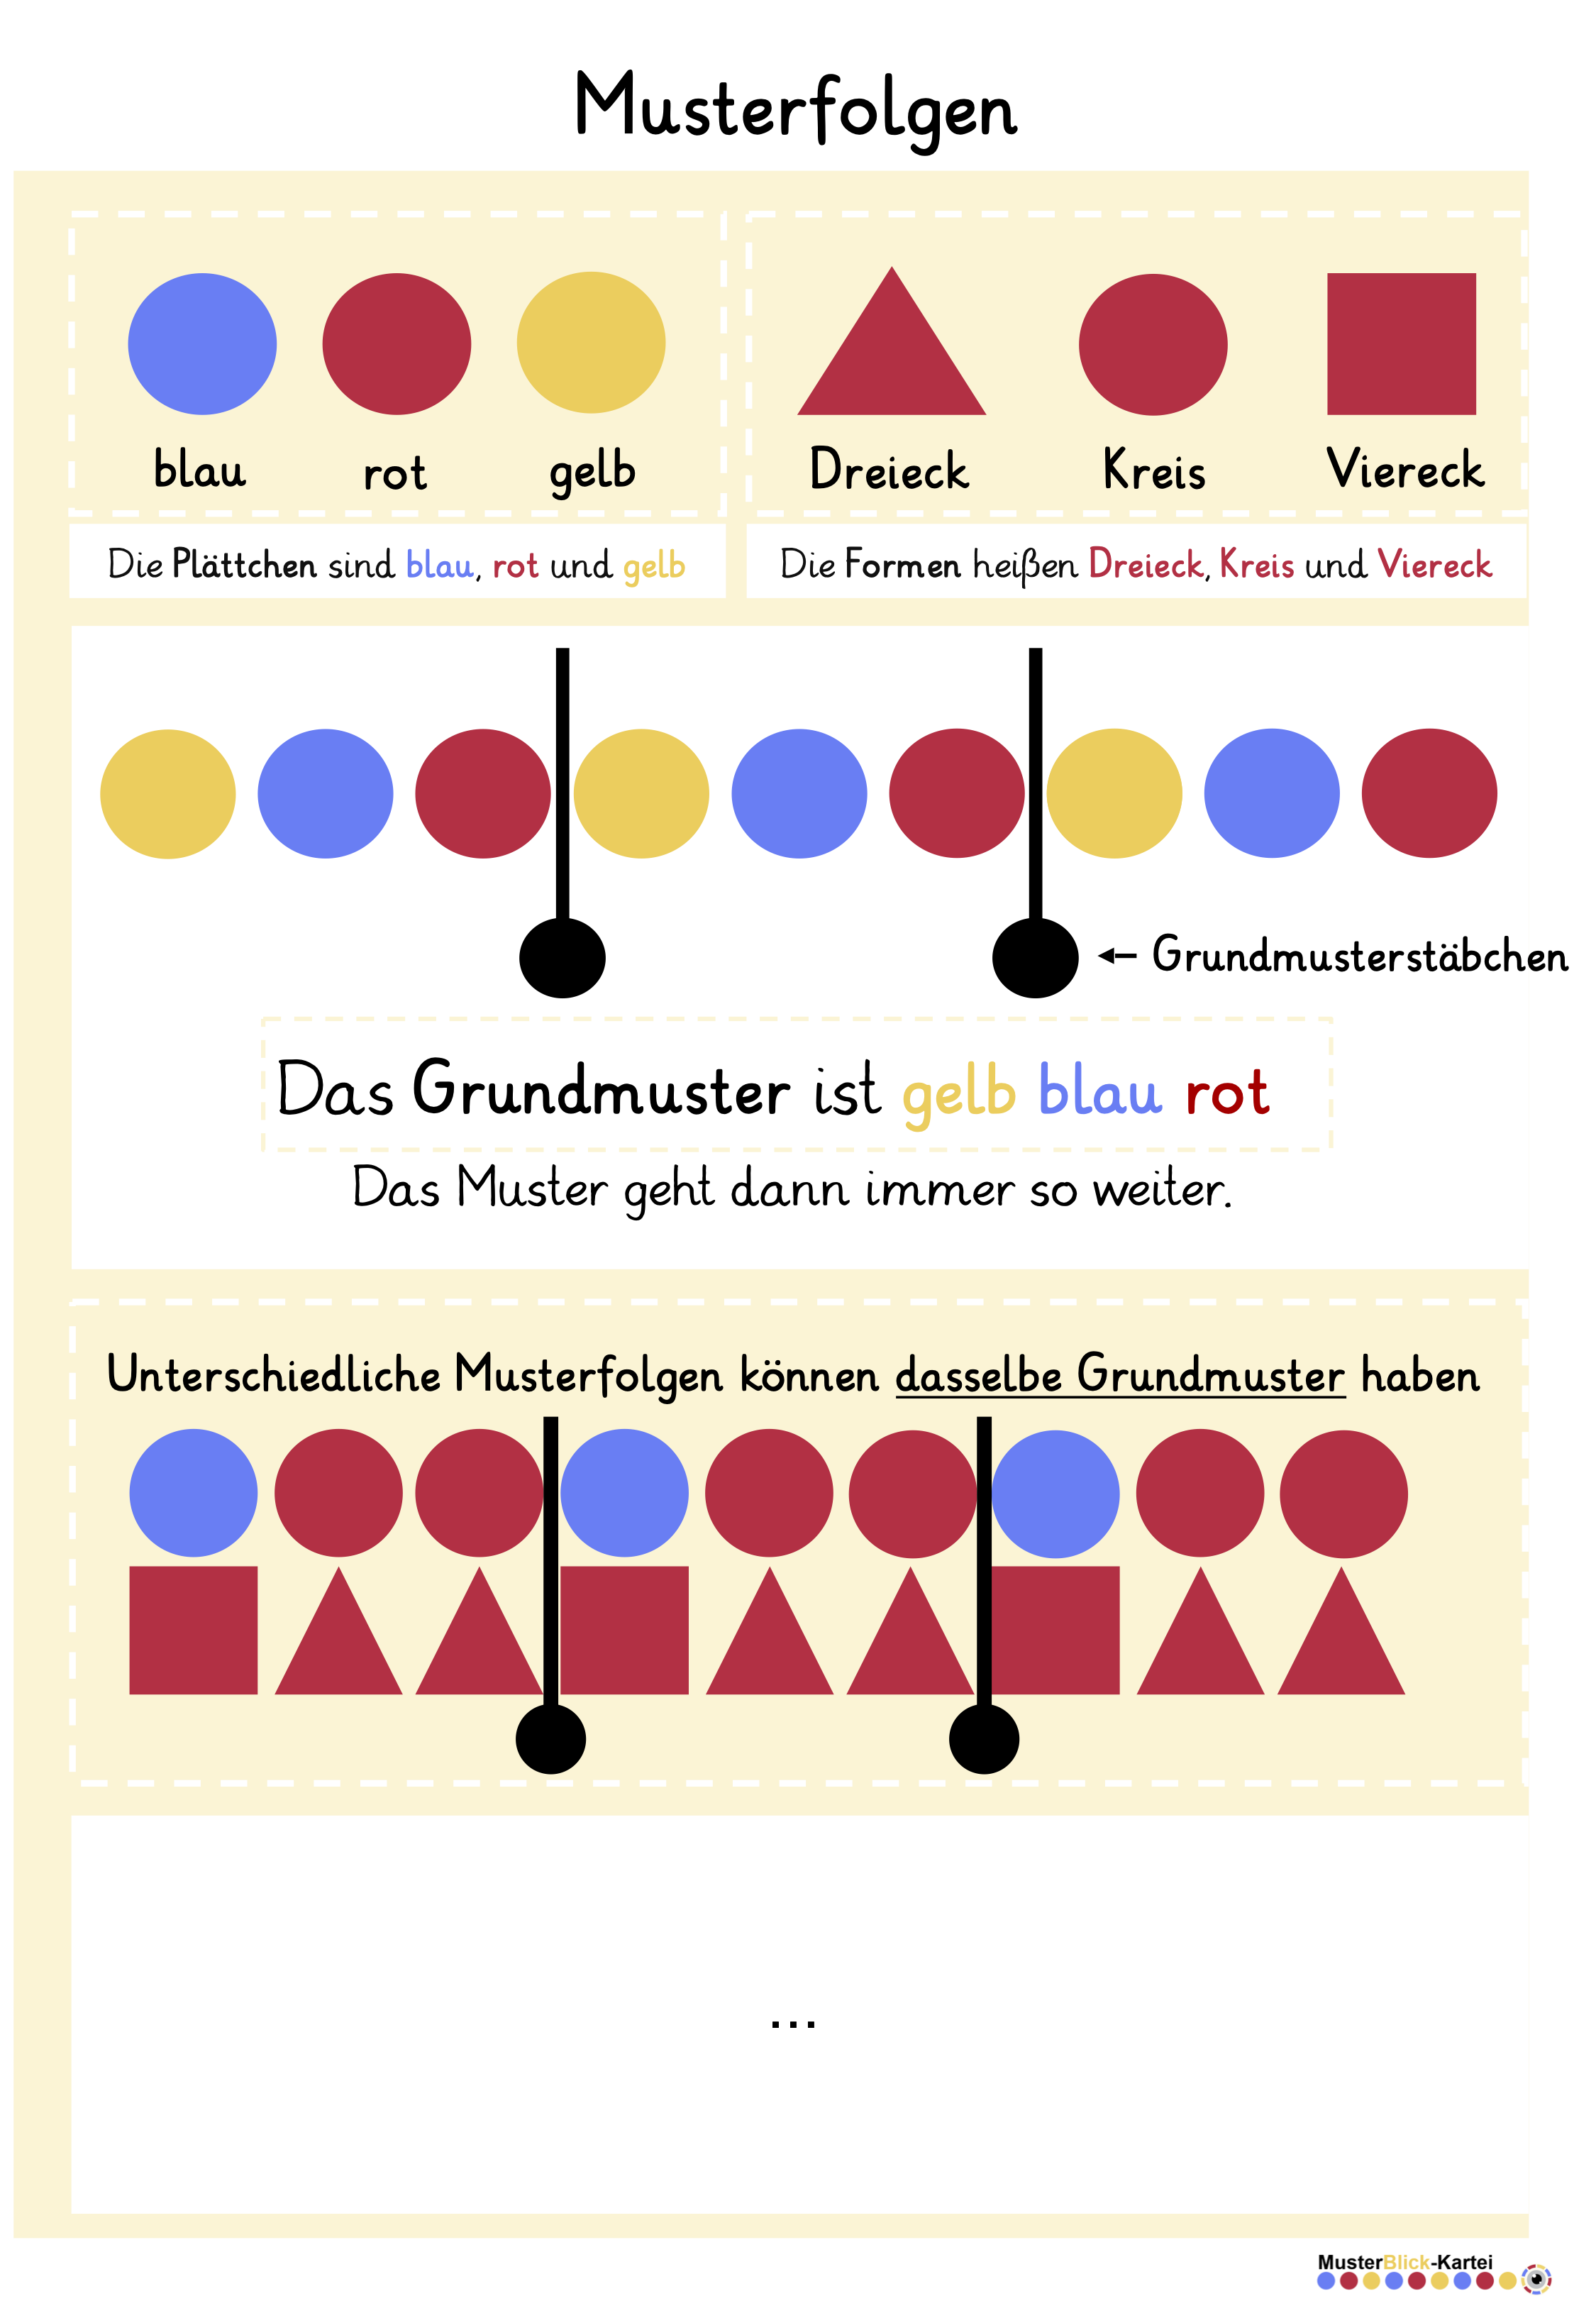 Musterfolgen
blau rot gelb
Dreieck Kreis Viereck
Die Plättchen sind blau, rot und gelb
Die Formen heißen Dreieck, Kreis und Viereck
Grundmusterstäbchen
Das Grundmuster ist gelb blau rot
Das Muster geht dann immer so weiter.
Unterschiedliche Musterfolgen können dasselbe Grundmuster haben
...
MusterBlick-Kartei